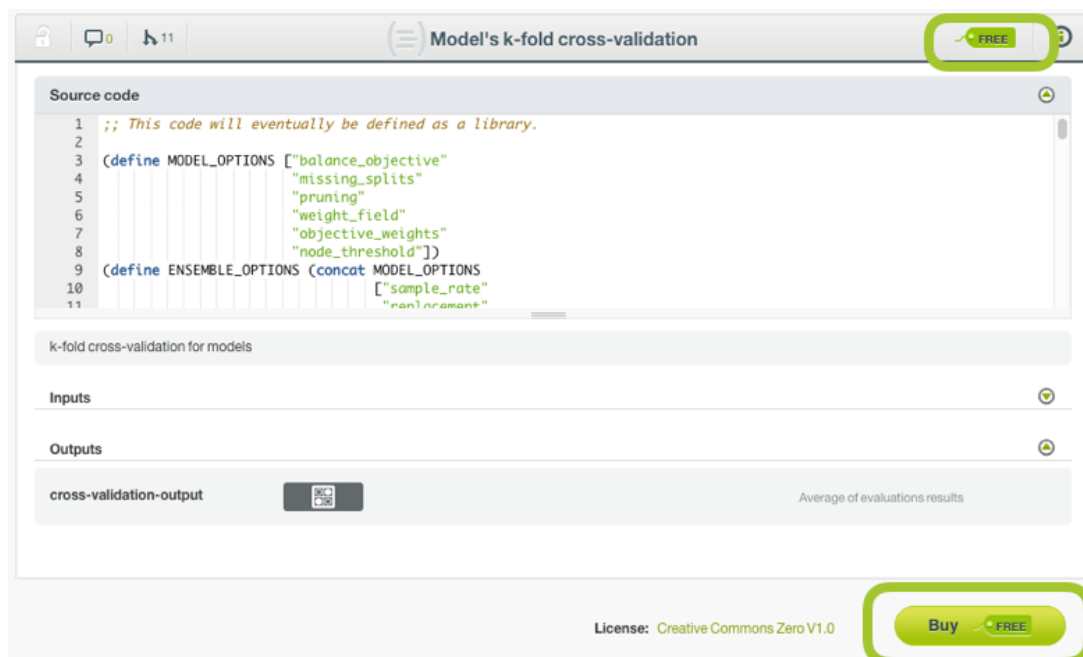 0
11
Model's k-fold cross-validation
FREE
Source code
1 ;; This code will eventually be defined as a library.
2
3 (define MODEL_OPTIONS ["balance_objective"
4 "missing_splits"
5 "pruning"
6 "weight_field"
7 "objective_weights"
8 "node_threshold"])
9 (define ENSEMBLE_OPTIONS (concat MODEL_OPTIONS
10 ["sample_rate"
11 "replacement"
k-fold cross-validation for models
Inputs
Outputs
cross-validation-output
Average of evaluations results
License: Creative Commons Zero V1.0
Buy FREE